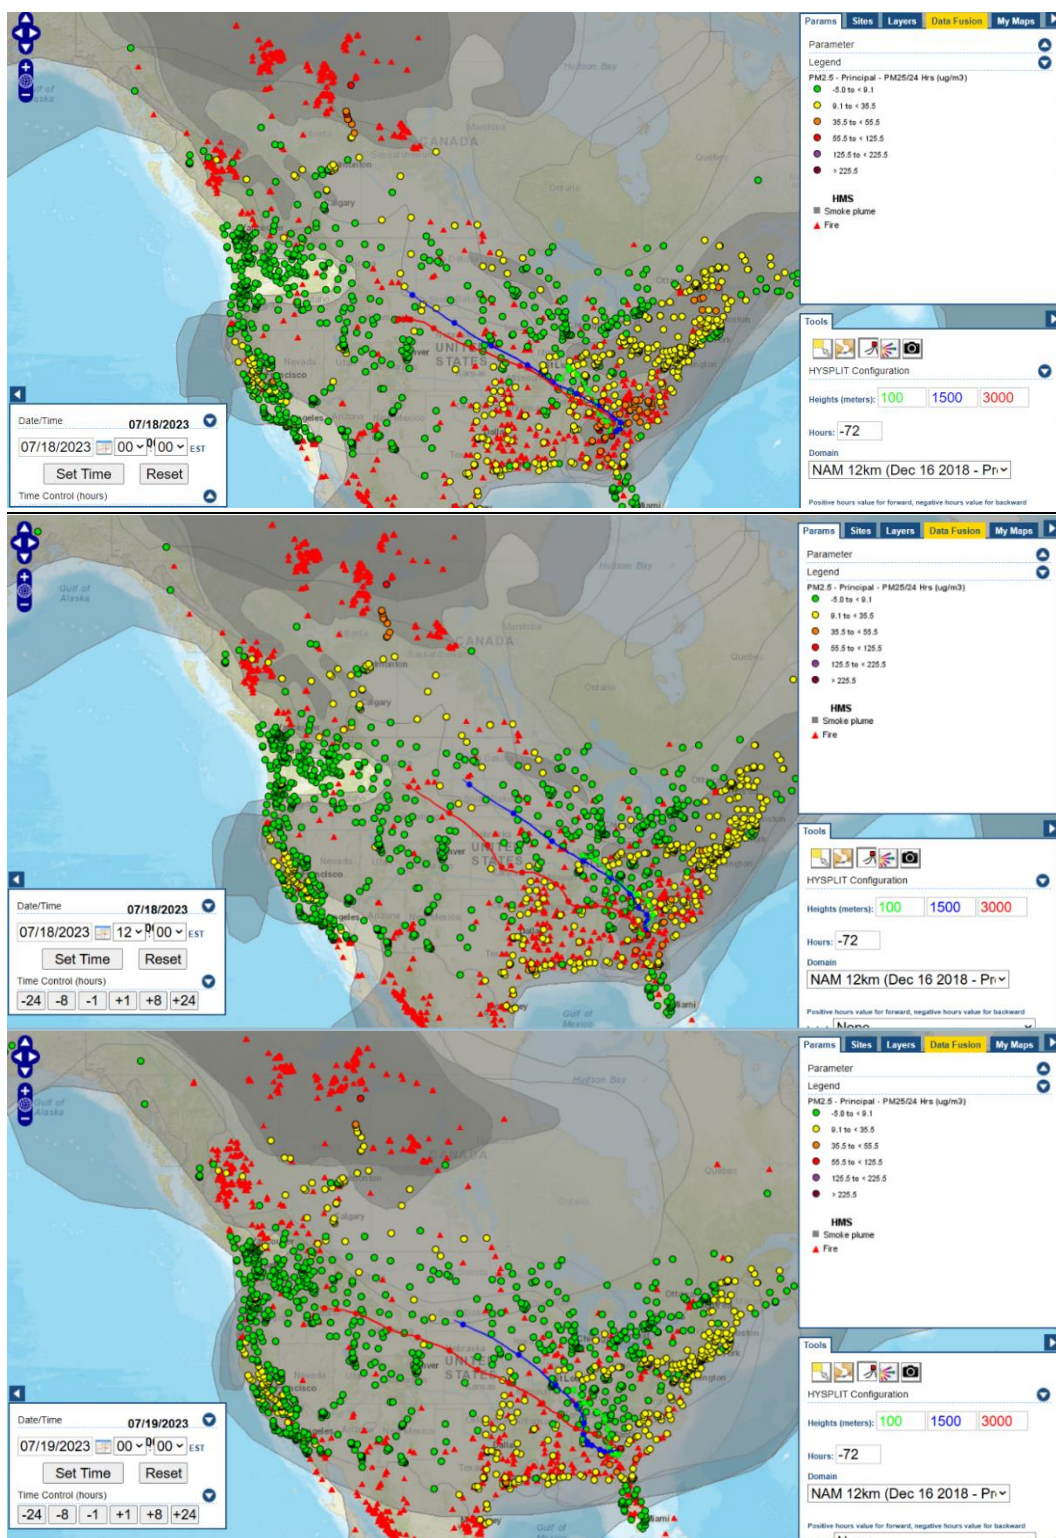 Params Sites Layers Data Fusion My Maps
Parameter
Legend
PM2.5 - Principal - PM25/24 Hrs (ug/m3)
-5.0 to < 9.1
9.1 to < 35.5
35.5 to < 55.5
55.5 to < 125.5
125.5 to < 225.5
> 225.5
HMS
Smoke plume
Fire
Hudson Bay
CANADA
Manitoba
Saskatchewan
Quebec
Ontario
Calgary
Nevada
Arizona
UNITED
STATES
Kansas
Miami
Tools
HYSPLIT Configuration
Heights (meters): 100 1500 3000
Hours: -72
Domain
NAM 12km (Dec 16 2018 - Pr
Positive hours value for forward, negative hours value for backward
Date/Time 07/18/2023
07/18/2023 00 : 00 EST
Set Time Reset
Time Control (hours)
Params Sites Layers Data Fusion My Maps
Parameter
Legend
PM2.5 - Principal - PM25/24 Hrs (ug/m3)
-5.0 to < 9.1
9.1 to < 35.5
35.5 to < 55.5
55.5 to < 125.5
125.5 to < 225.5
> 225.5
HMS
Smoke plume
Fire
Gulf of
Alaska
Hudson Bay
CANADA
Manitoba
Quebec
Ontario
Calgary
Nebraska
Nevada
UNITED
STATES
Miami
Gulf of
Mexico
Tools
HYSPLIT Configuration
Heights (meters): 100 1500 3000
Hours: -72
Domain
NAM 12km (Dec 16 2018 - Pr
Positive hours value for forward, negative hours value for backward
None
Date/Time 07/18/2023
07/18/2023 12 : 00 EST
Set Time Reset
Time Control (hours)
-24 -8 -1 +1 +8 +24
Params Sites Layers Data Fusion My Maps
Parameter
Legend
PM2.5 - Principal - PM25/24 Hrs (ug/m3)
-5.0 to < 9.1
9.1 to < 35.5
35.5 to < 55.5
55.5 to < 125.5
125.5 to < 225.5
> 225.5
HMS
Smoke plume
Fire
Hudson Bay
CANADA
Quebec
Ontario
Calgary
Nevada
STATES
Kansas
Miami
Gulf of
Tools
HYSPLIT Configuration
Heights (meters): 100 1500 3000
Hours: -72
Domain
NAM 12km (Dec 16 2018 - Pr
Positive hours value for forward, negative hours value for backward
Date/Time 07/19/2023
07/19/2023 00 : 00 EST
Set Time Reset
Time Control (hours)
-24 -8 -1 +1 +8 +24